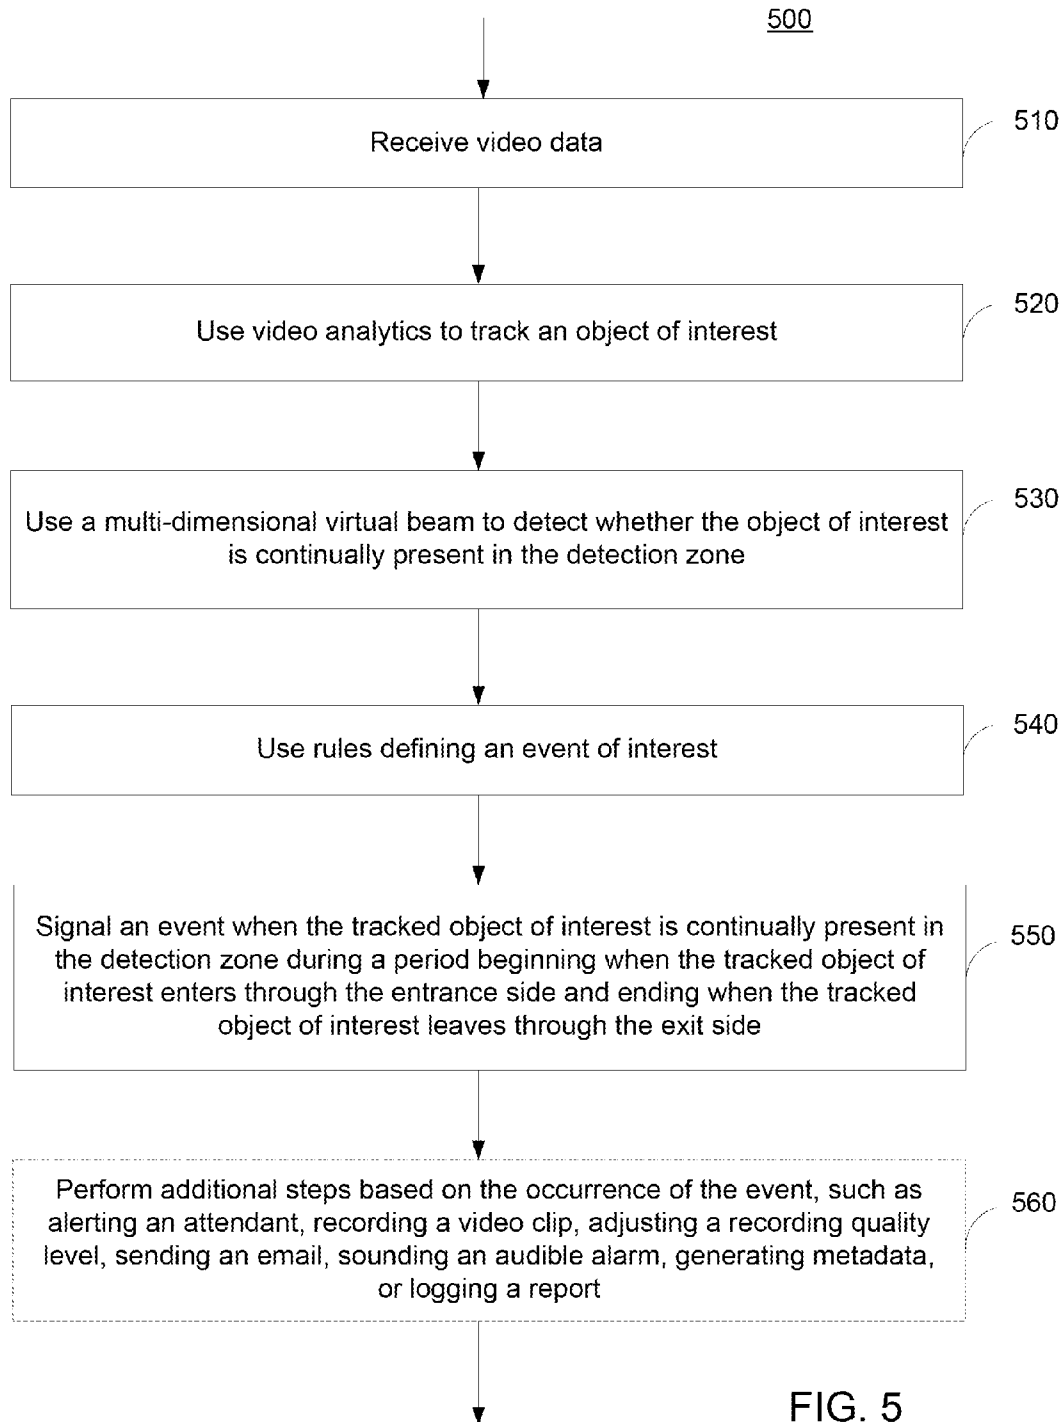 500
Receive video data
510
Use video analytics to track an object of interest
520
Use a multi-dimensional virtual beam to detect whether the object of interest
is continually present in the detection zone
530
Use rules defining an event of interest
540
Signal an event when the tracked object of interest is continually present in
the detection zone during a period beginning when the tracked object of
interest enters through the entrance side and ending when the tracked
object of interest leaves through the exit side
550
Perform additional steps based on the occurrence of the event, such as
alerting an attendant, recording a video clip, adjusting a recording quality
level, sending an email, sounding an audible alarm, generating metadata,
or logging a report
560
FIG. 5